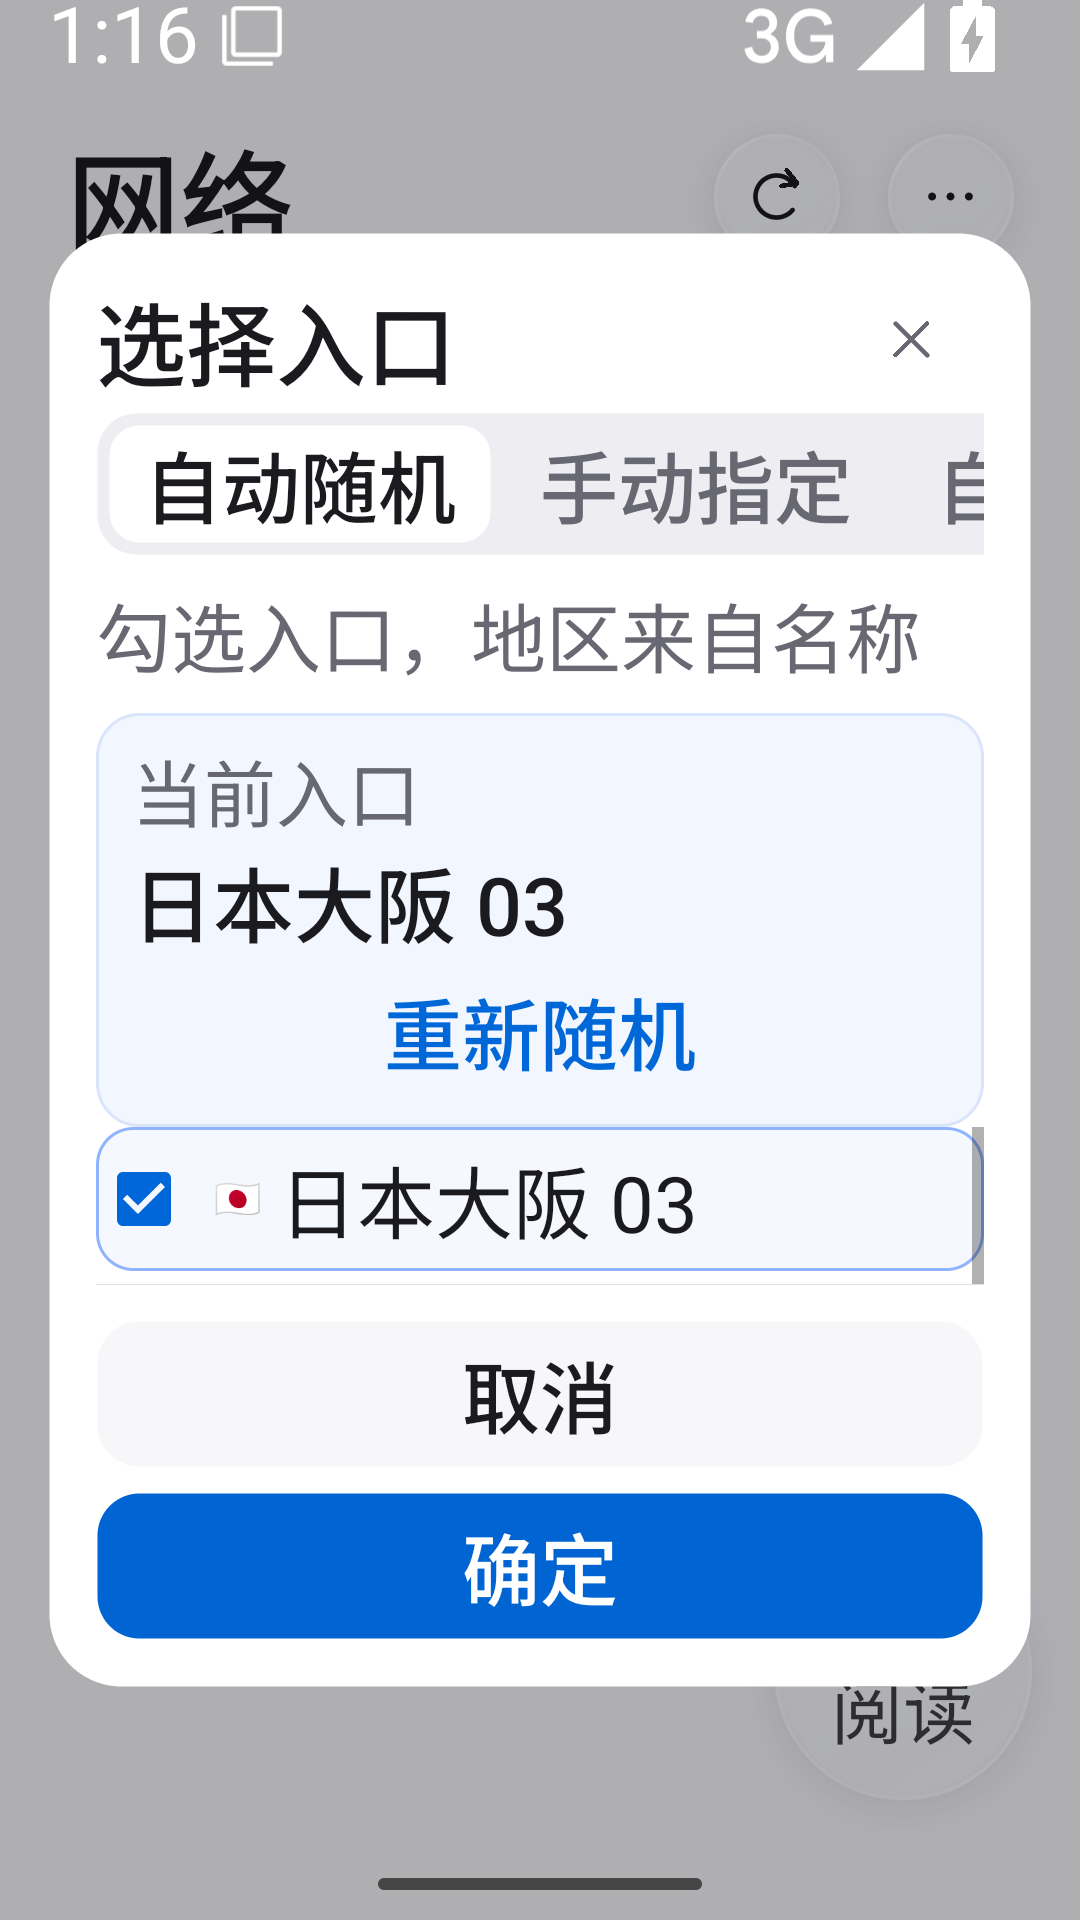 1:16
3G
网络
选择入口
自动随机
手动指定
勾选入口，地区来自名称
当前入口
日本大阪 03
重新随机
日本大阪 03
取消
确定
阅读